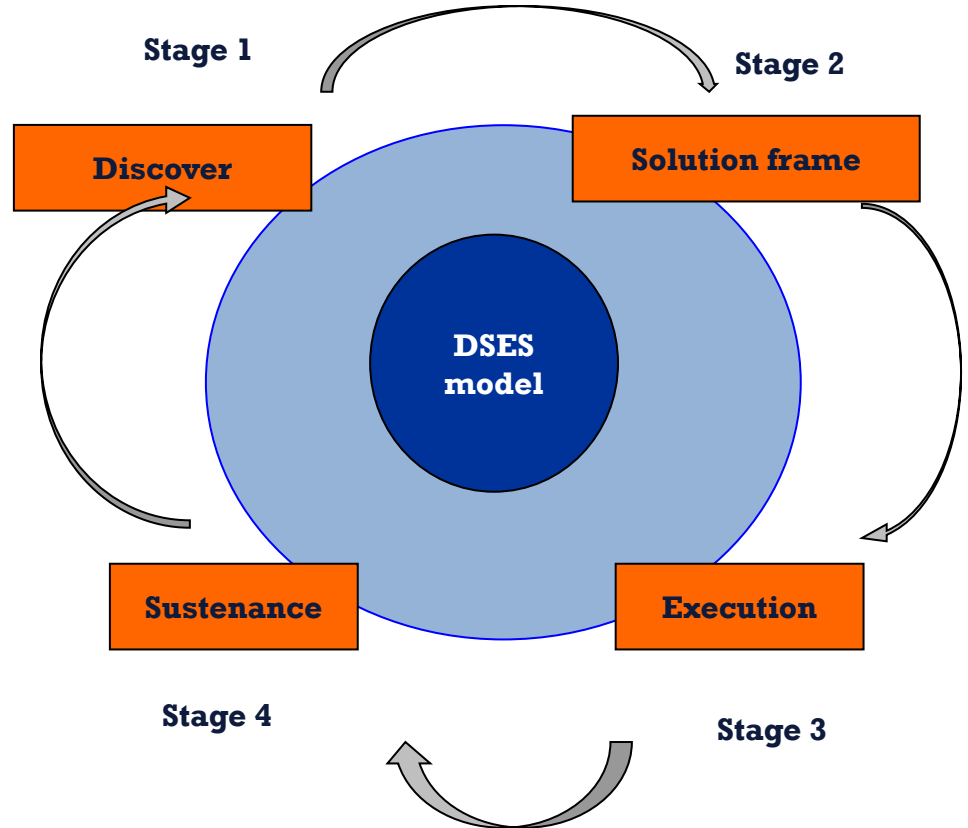 Stage 1
Stage 2
Discover
Solution frame
DSES
model
Sustenance
Execution
Stage 4
Stage 3